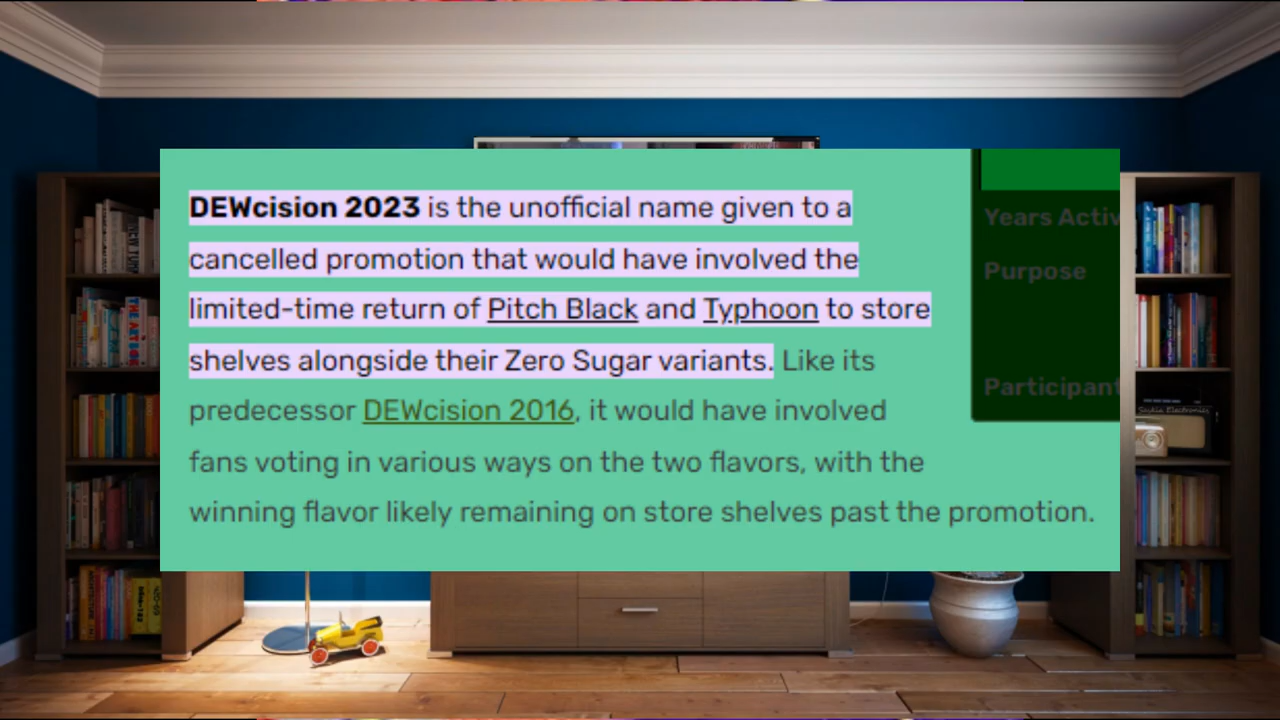 DEWcision 2023 is the unofficial name given to a
cancelled promotion that would have involved the
limited-time return of Pitch Black and Typhoon to store
shelves alongside their Zero Sugar variants. Like its
predecessor DEWcision 2016, it would have involved
fans voting in various ways on the two flavors, with the
winning flavor likely remaining on store shelves past the promotion.
Years Activ
Purpose
Participant